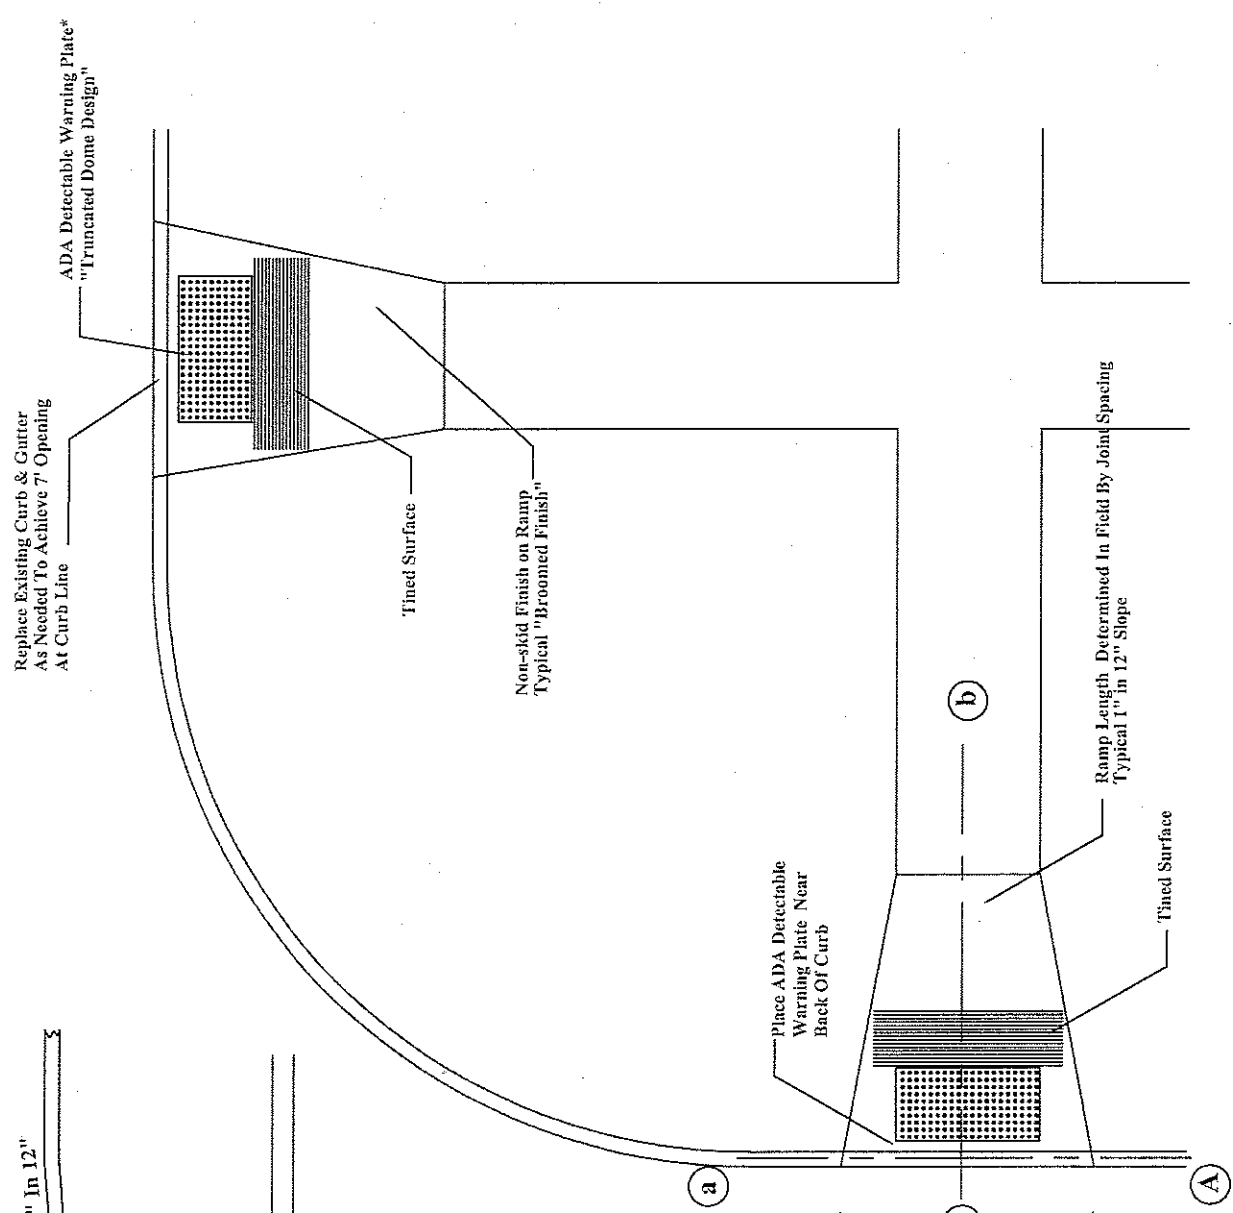 ADA Detectable Warning Plate*
"Truncated Dome Design"
Replace Existing Curb & Gutter
As Needed To Achieve 7' Opening
At Curb Line
Tined Surface
Non-skid Finish on Ramp
Typical "Broomed Finish"
Ramp Length Determined In Field By Joint Spacing
Typical 1" in 12" Slope
b
Place ADA Detectable
Warning Plate Near
Back Of Curb
Tined Surface
" In 12"
a
A